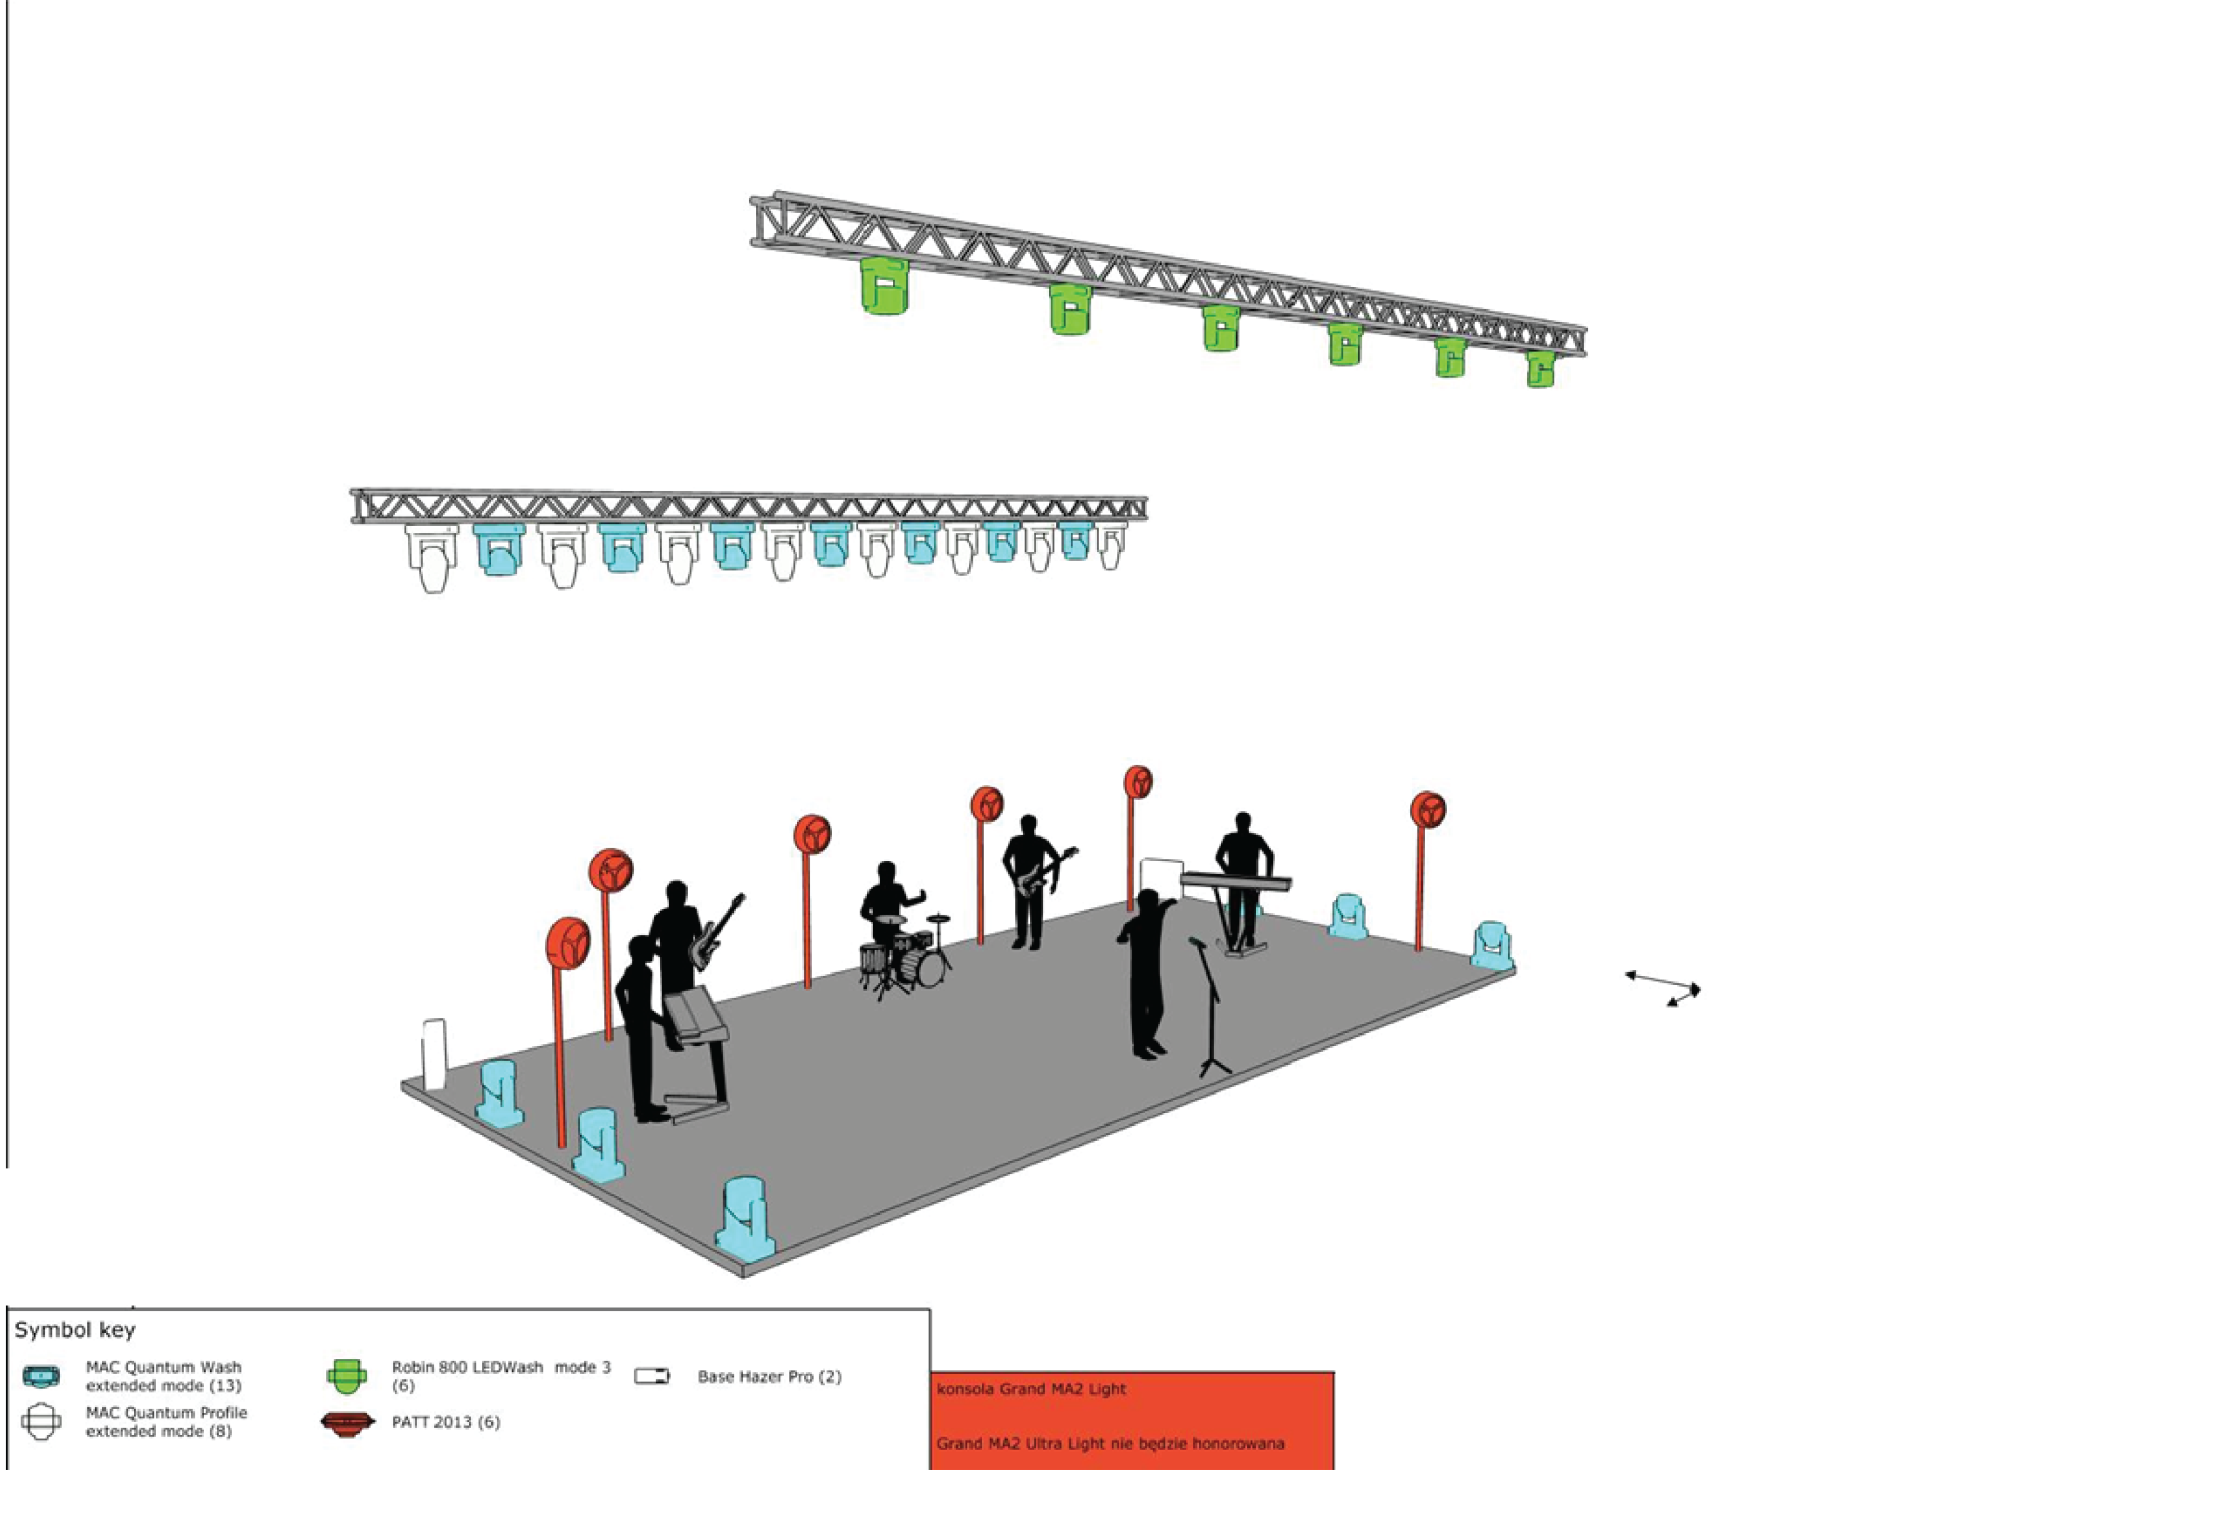 Symbol key
MAC Quantum Wash
extended mode (13)
MAC Quantum Profile
extended mode (8)
Robin 800 LEDWash mode 3
(6)
PATT 2013 (6)
Base Hazer Pro (2)
konsola Grand MA2 Light
Grand MA2 Ultra Light nie będzie honorowana